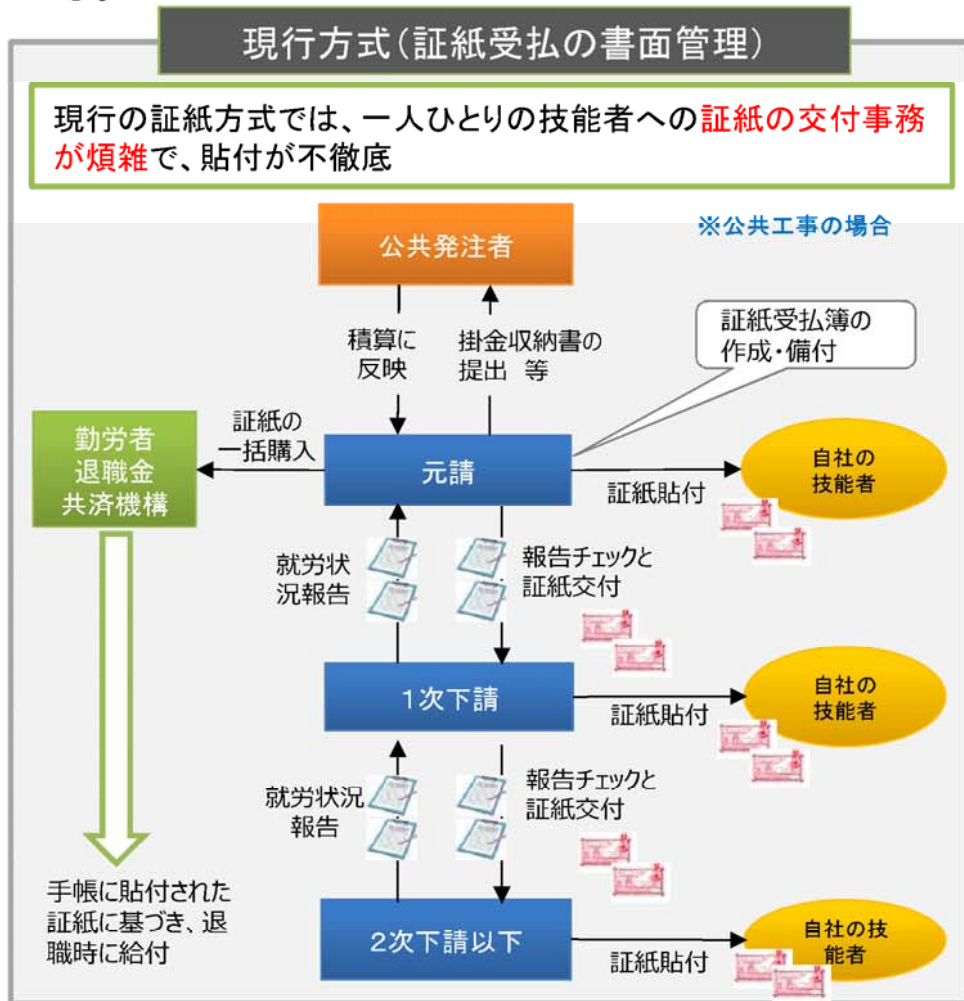 現行方式(証紙受払の書面管理)
現行の証紙方式では、一人ひとりの技能者への証紙の交付事務
が煩雑で、貼付が不徹底
※公共工事の場合
公共発注者
積算に
反映
掛金収納書の
提出 等
証紙受払簿の
作成・備付
勤労者
退職金
共済機構
証紙の
一括購入
元請
証紙貼付
自社の
技能者
就労状
況報告
報告チェックと
証紙交付
1次下請
証紙貼付
自社の
技能者
就労状況
報告
報告チェックと
証紙交付
手帳に貼付された
証紙に基づき、退
職時に給付
2次下請以下
証紙貼付
自社の技
能者